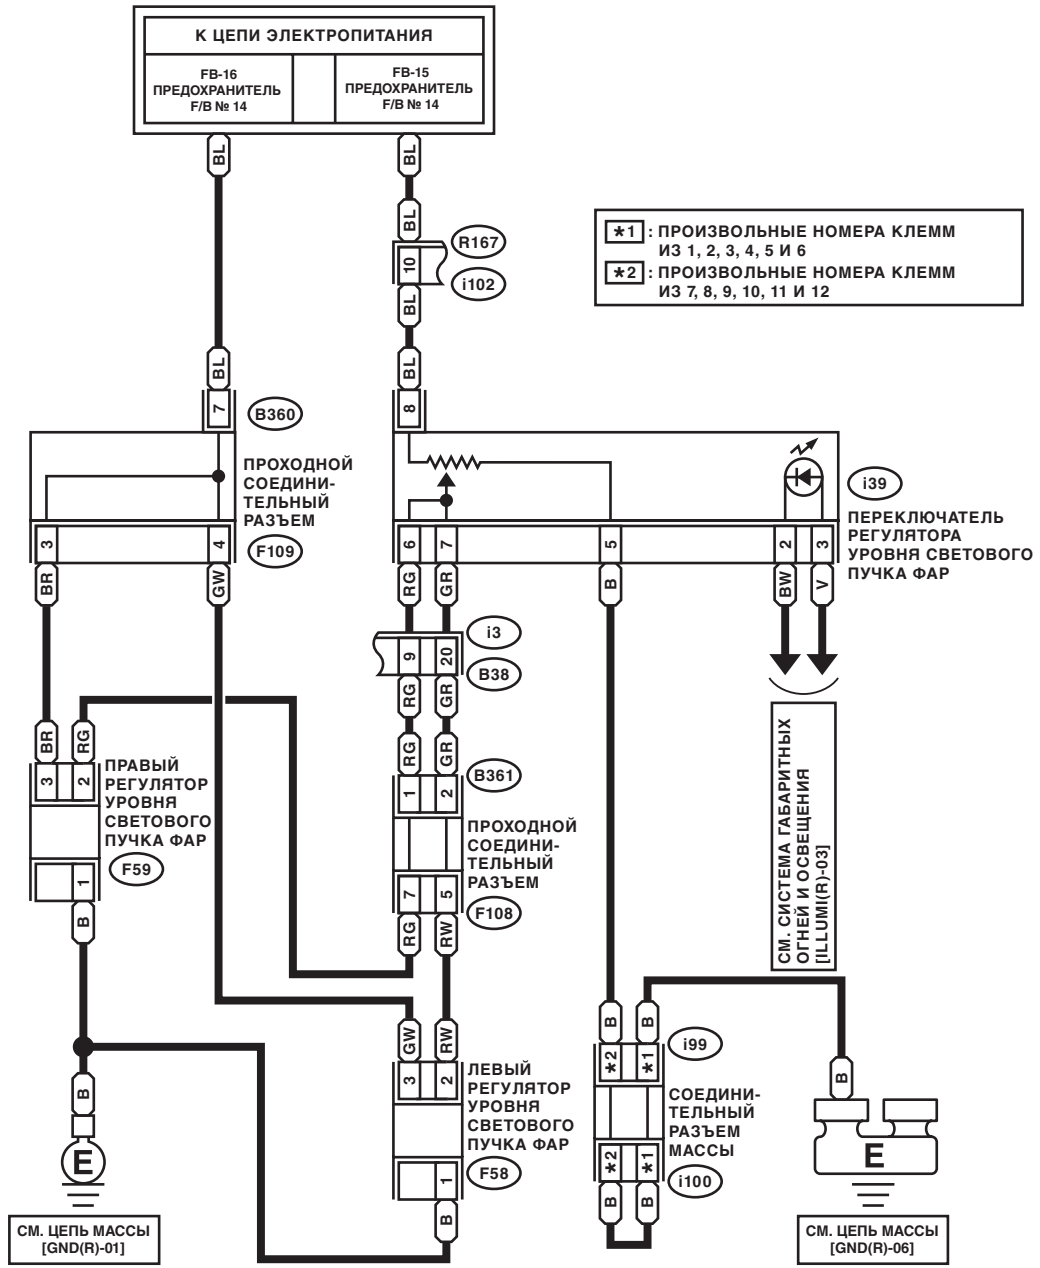 К ЦЕПИ ЭЛЕКТРОПИТАНИЯ
FB-16
ПРЕДОХРАНИТЕЛЬ
F/B № 14
FB-15
ПРЕДОХРАНИТЕЛЬ
F/B № 14
BL
BL
BL
R167
10
i102
BL
*1 : ПРОИЗВОЛЬНЫЕ НОМЕРА КЛЕММ
ИЗ 1, 2, 3, 4, 5 И 6
*2 : ПРОИЗВОЛЬНЫЕ НОМЕРА КЛЕММ
ИЗ 7, 8, 9, 10, 11 И 12
BL
BL
7
B360
8
ПРОХОДНОЙ
СОЕДИНИ-
ТЕЛЬНЫЙ
РАЗЪЕМ
i39
ПЕРЕКЛЮЧАТЕЛЬ
РЕГУЛЯТОРА
УРОВНЯ СВЕТОВОГО
ПУЧКА ФАР
3
4
F109
6
7
5
2
3
BR
GW
RG
GR
B
BW
V
i3
9
20
B38
RG
GR
BR
RG
RG
GR
3
2
ПРАВЫЙ
РЕГУЛЯТОР
УРОВНЯ
СВЕТОВОГО
ПУЧКА ФАР
1
2
B361
ПРОХОДНОЙ
СОЕДИНИ-
ТЕЛЬНЫЙ
РАЗЪЕМ
СМ. СИСТЕМА ГАБАРИТНЫХ
ОГНЕЙ И ОСВЕЩЕНИЯ
[ILLUMI(R)-03]
1
F59
7
5
F108
B
RG
RW
GW
RW
B
B
3
2
ЛЕВЫЙ
РЕГУЛЯТОР
УРОВНЯ
СВЕТОВОГО
ПУЧКА ФАР
*2
*1
i99
СОЕДИНИ-
ТЕЛЬНЫЙ
РАЗЪЕМ
МАССЫ
B
B
E
E
1
F58
*2
*1
i100
B
B
B
СМ. ЦЕПЬ МАССЫ
[GND(R)-01]
СМ. ЦЕПЬ МАССЫ
[GND(R)-06]